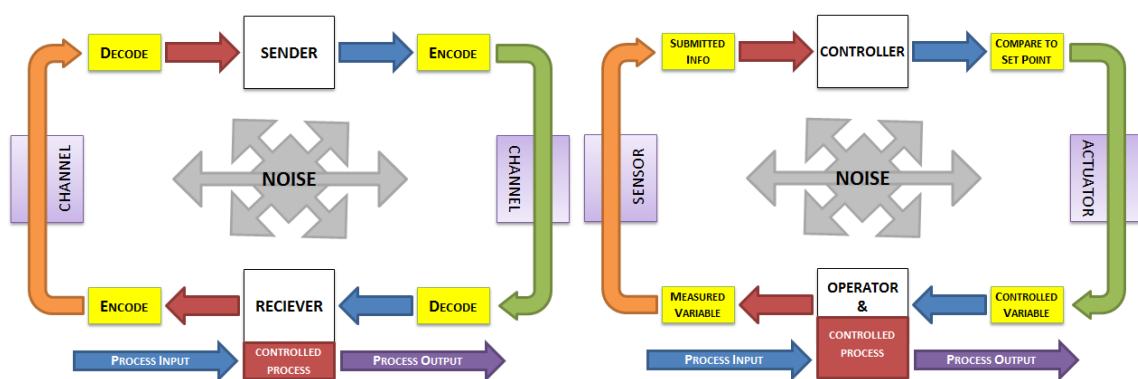 DECODE
SENDER
ENCODE
CHANNEL
NOISE
CHANNEL
ENCODE
RECIEVER
DECODE
PROCESS INPUT
CONTROLLED
PROCESS
PROCESS OUTPUT
SUBMITTED
INFO
CONTROLLER
COMPARE TO
SET POINT
SENSOR
NOISE
ACTUATOR
MEASURED
VARIABLE
OPERATOR
&
CONTROLLED
VARIABLE
PROCESS INPUT
CONTROLLED
PROCESS
PROCESS OUTPUT